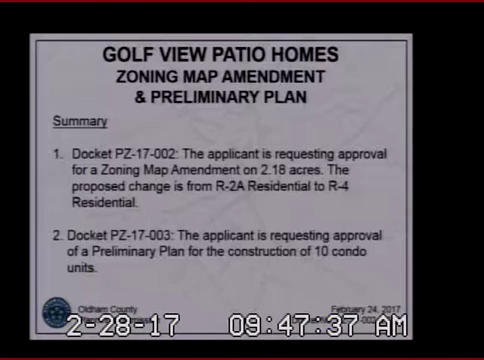 GOLF VIEW PATIO HOMES
ZONING MAP AMENDMENT
& PRELIMINARY PLAN
Summary
1. Docket PZ-17-002: The applicant is requesting approval
for a Zoning Map Amendment on 2.18 acres. The
proposed change is from R-2A Residential to R-4
Residential.
2. Docket PZ-17-003: The applicant is requesting approval
of a Preliminary Plan for the construction of 10 condo
units.
Oldham County
February 24, 2017
2-28-17 09:47:37 AM